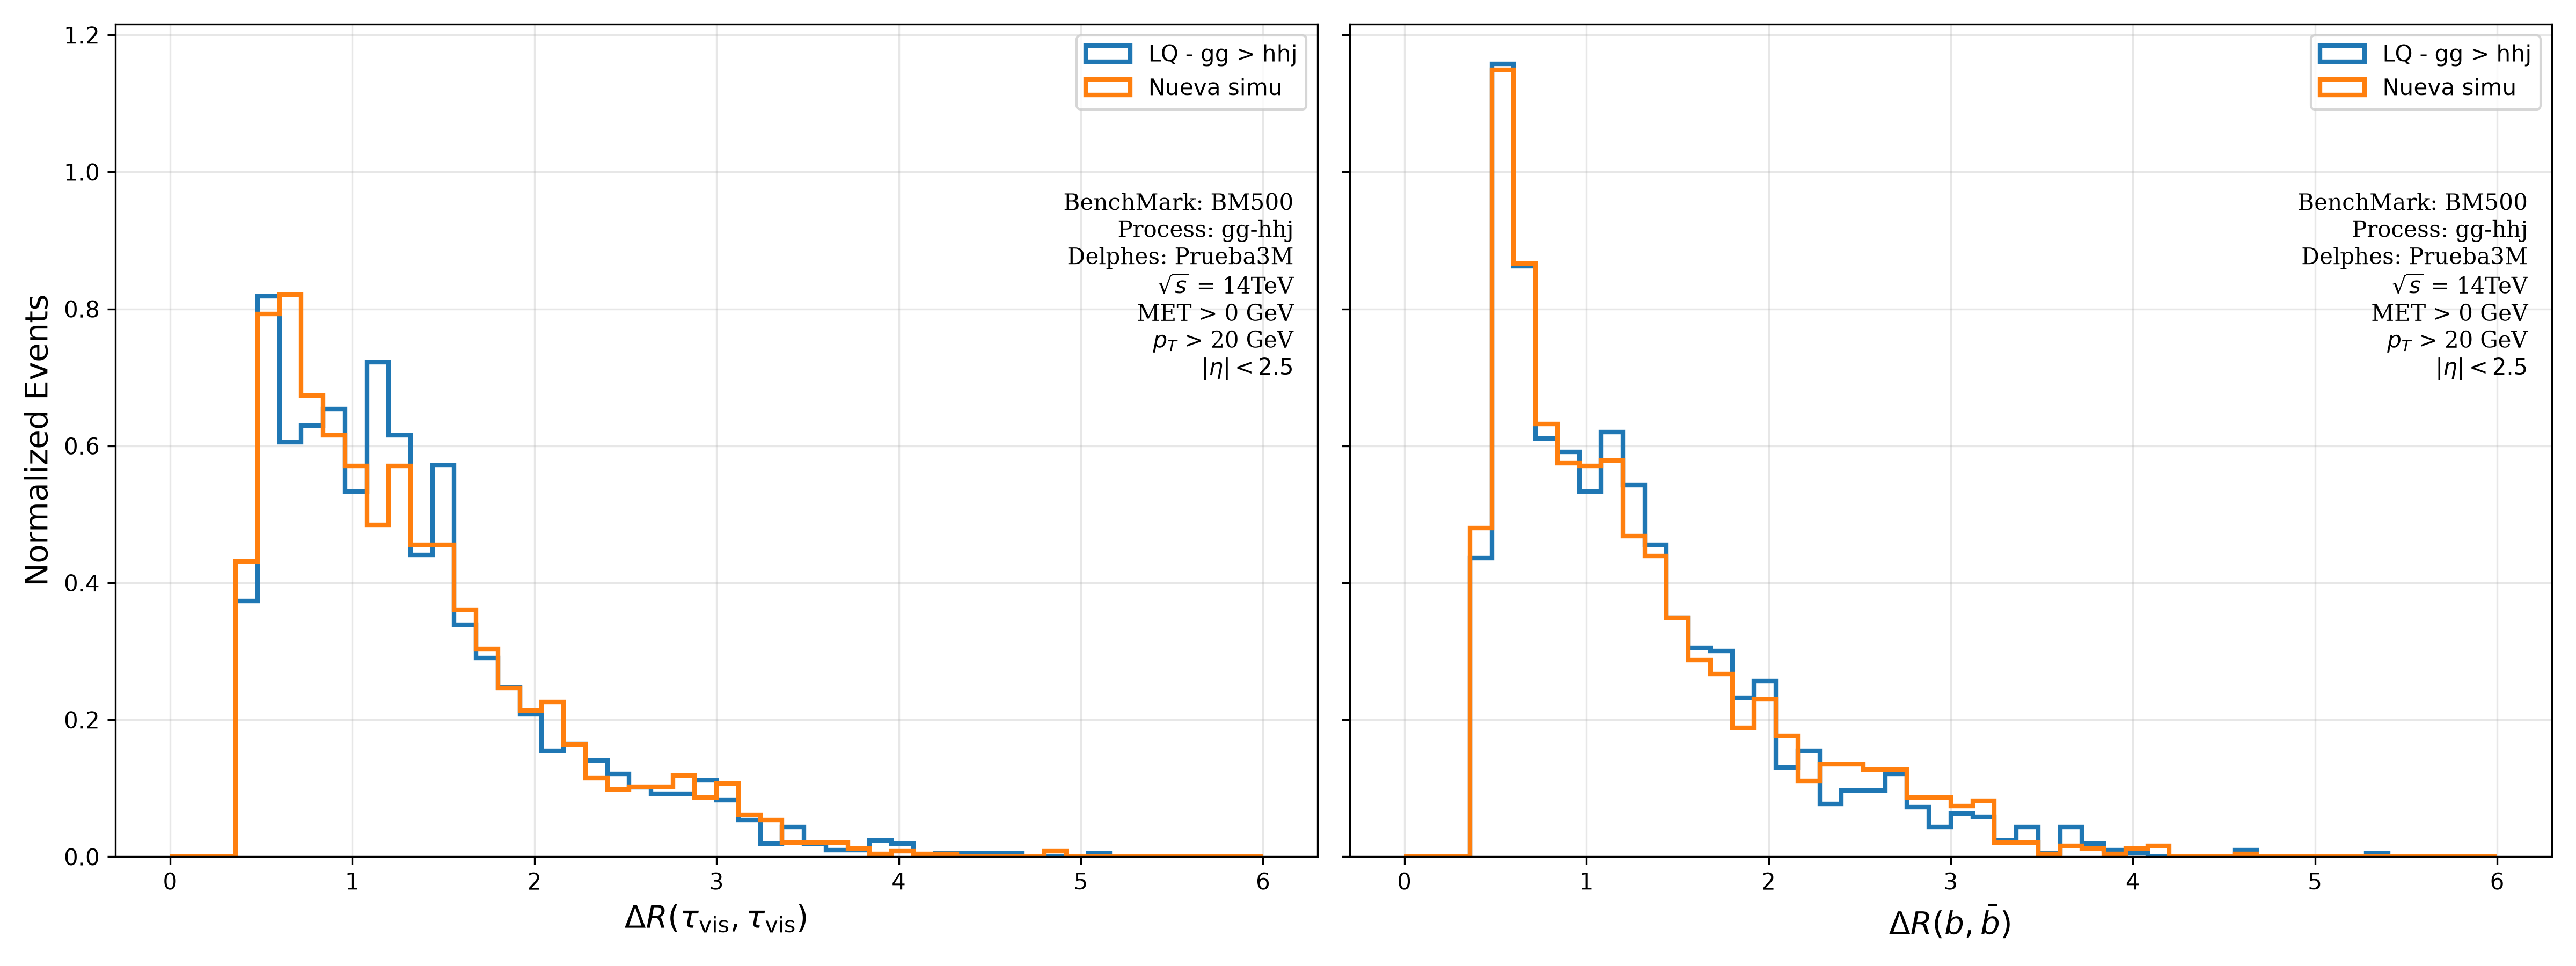 Normalized Events
1.2
1.0
0.8
0.6
0.4
0.2
0.0
LQ - gg > hhj
Nueva simu
BenchMark: BM500
Process: gg-hhj
Delphes: Prueba3M
√s = 14TeV
MET > 0 GeV
p_T > 20 GeV
|η| < 2.5
0 1 2 3 4 5 6
ΔR(τ_vis, τ_vis)
LQ - gg > hhj
Nueva simu
BenchMark: BM500
Process: gg-hhj
Delphes: Prueba3M
√s = 14TeV
MET > 0 GeV
p_T > 20 GeV
|η| < 2.5
0 1 2 3 4 5 6
ΔR(b, b̄)